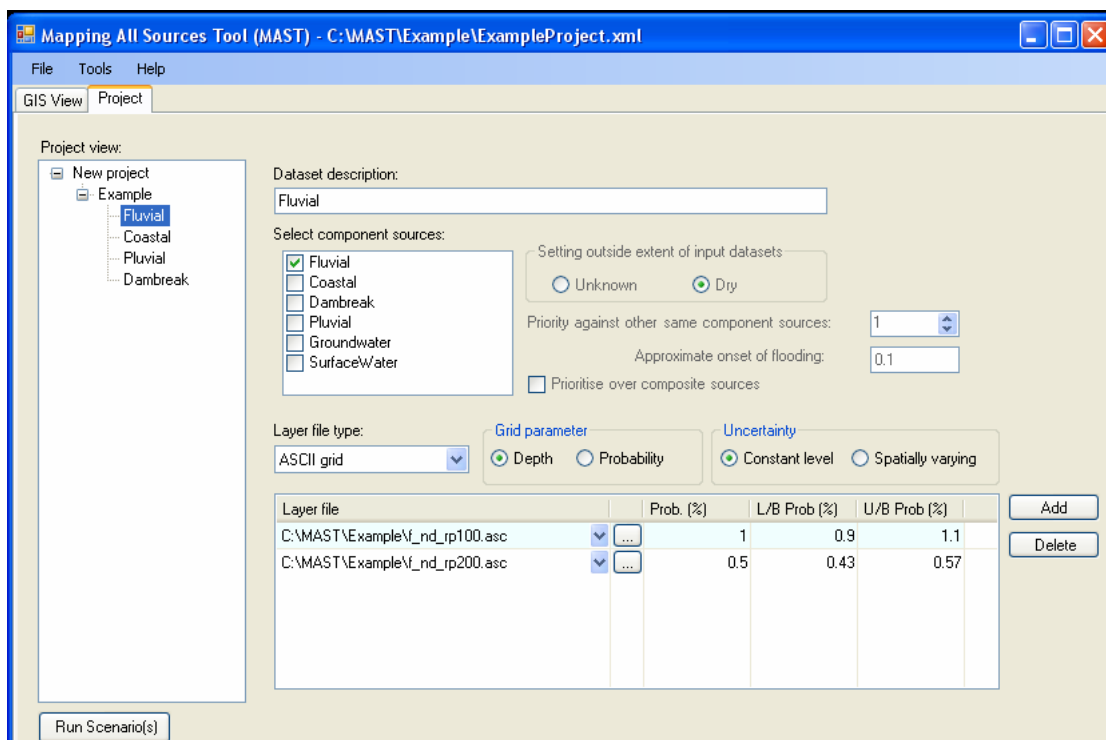 Mapping All Sources Tool (MAST) - C:\MAST\Example\ExampleProject.xml
File Tools Help
GIS View Project
Project view:
New project
Example
Fluvial
Coastal
Pluvial
Dambreak
Dataset description:
Fluvial
Select component sources:
Fluvial
Coastal
Dambreak
Pluvial
Groundwater
SurfaceWater
Setting outside extent of input datasets
Unknown Dry
Priority against other same component sources: 1
Approximate onset of flooding: 0.1
Prioritise over composite sources
Layer file type:
ASCII grid
Grid parameter
Depth Probability
Uncertainty
Constant level Spatially varying
Layer file Prob. (%) L/B Prob (%) U/B Prob (%)
C:\MAST\Example\f_nd_rp100.asc ... 1 0.9 1.1
C:\MAST\Example\f_nd_rp200.asc ... 0.5 0.43 0.57
Add
Delete
Run Scenario(s)